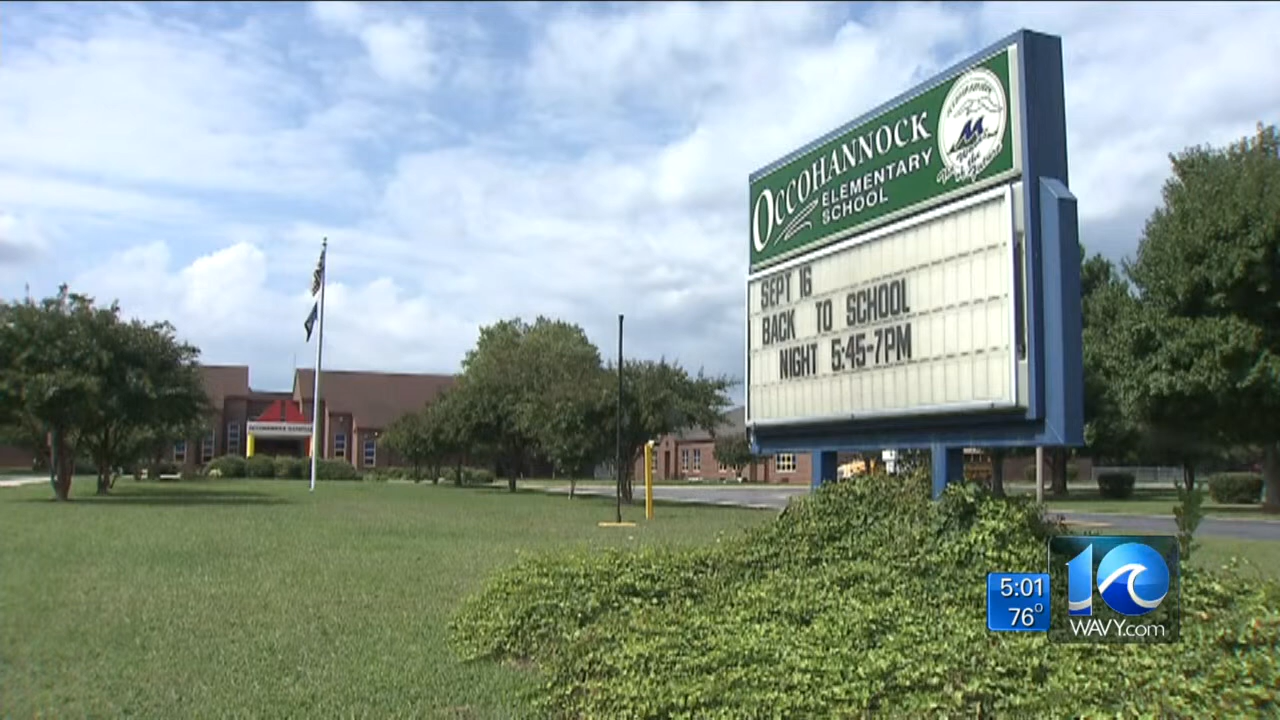 OCCOHANNOCK
ELEMENTARY
SCHOOL
SEPT 16
BACK TO SCHOOL
NIGHT 5:45-7PM
5:01
76°
10
WAVY.com